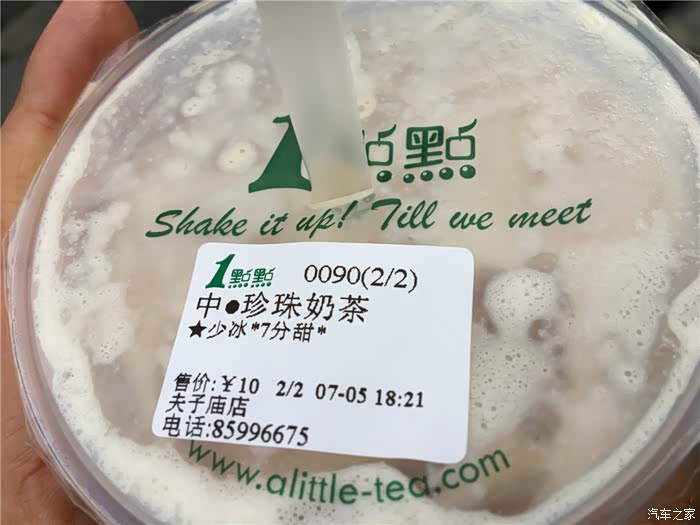 1點點
Shake it up! Till we meet
1點點 0090(2/2)
中●珍珠奶茶
★少冰*7分甜*
售价:￥10 2/2 07-05 18:21
夫子庙店
电话:85996675
www.alittle-tea.com
汽车之家